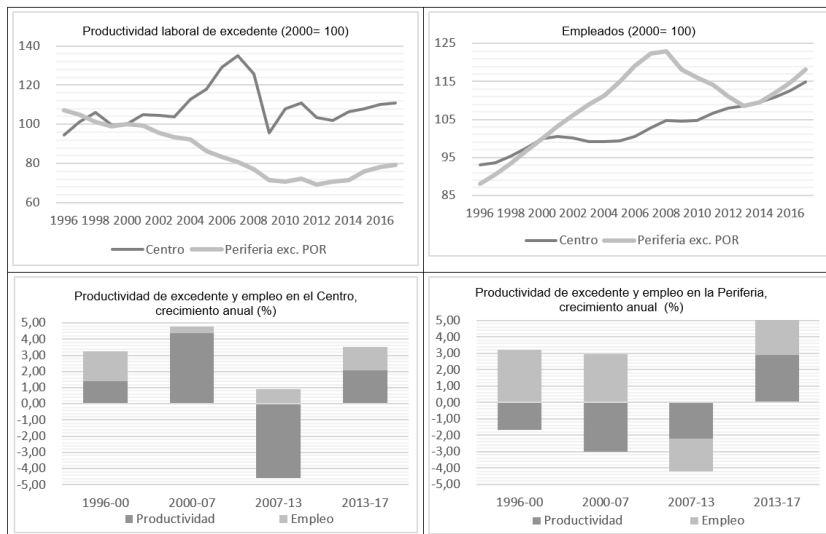 Productividad laboral de excedente (2000= 100)
140
120
100
80
60
1996 1998 2000 2002 2004 2006 2008 2010 2012 2014 2016
Centro Periferia exc. POR
Empleados (2000= 100)
125
115
105
95
85
1996 1998 2000 2002 2004 2006 2008 2010 2012 2014 2016
Centro Periferia exc. POR
Productividad de excedente y empleo en el Centro,
crecimiento anual (%)
5,00
4,00
3,00
2,00
1,00
0,00
-1,00
-2,00
-3,00
-4,00
-5,00
1996-00 2000-07 2007-13 2013-17
Productividad Empleo
Productividad de excedente y empleo en la Periferia,
crecimiento anual (%)
5,00
4,00
3,00
2,00
1,00
0,00
-1,00
-2,00
-3,00
-4,00
-5,00
1996-00 2000-07 2007-13 2013-17
Productividad Empleo